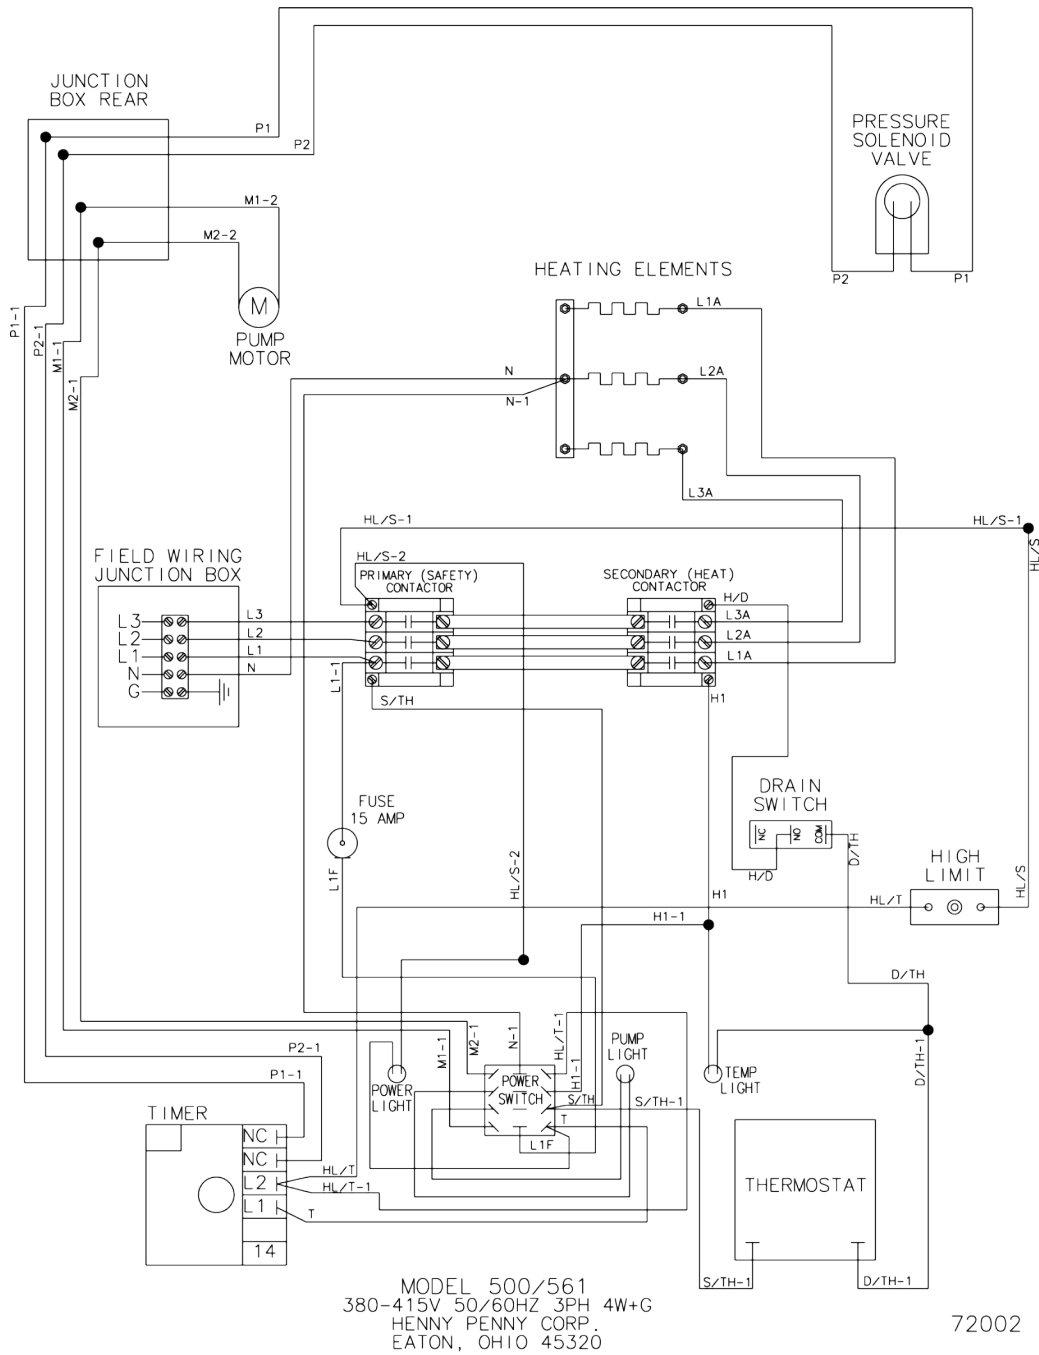 JUNCTION
BOX REAR
P1
P2
M1-2
M2-2
P1-1
P2-1
M1-1
M2-1
M
PUMP
MOTOR
PRESSURE
SOLENOID
VALVE
P2
P1
HEATING ELEMENTS
L1A
L2A
L3A
N
N-1
HL/S-1
HL/S-1
HL/S
HL/S-2
FIELD WIRING
JUNCTION BOX
PRIMARY (SAFETY)
CONTACTOR
SECONDARY (HEAT)
CONTACTOR
H/D
L3
L2
L1
N
G
L3
L2
L1
N
L3A
L2A
L1A
L1-1
S/TH
H1
FUSE
15 AMP
L1F
HL/S-2
DRAIN
SWITCH
NC
NO
COM
D/TH
H/D
HIGH
LIMIT
HL/T
HL/S
H1
H1-1
D/TH
D/TH-1
M1-1
M2-1
N-1
HL/T-1
H1-1
PUMP
LIGHT
POWER
LIGHT
POWER
SWITCH
S/TH
T
L1F
S/TH-1
TEMP
LIGHT
P2-1
P1-1
TIMER
NC
NC
L2
L1
14
HL/T
HL/T-1
T
THERMOSTAT
S/TH-1
D/TH-1
MODEL 500/561
380-415V 50/60HZ 3PH 4W+G
HENNY PENNY CORP.
EATON, OHIO 45320
72002